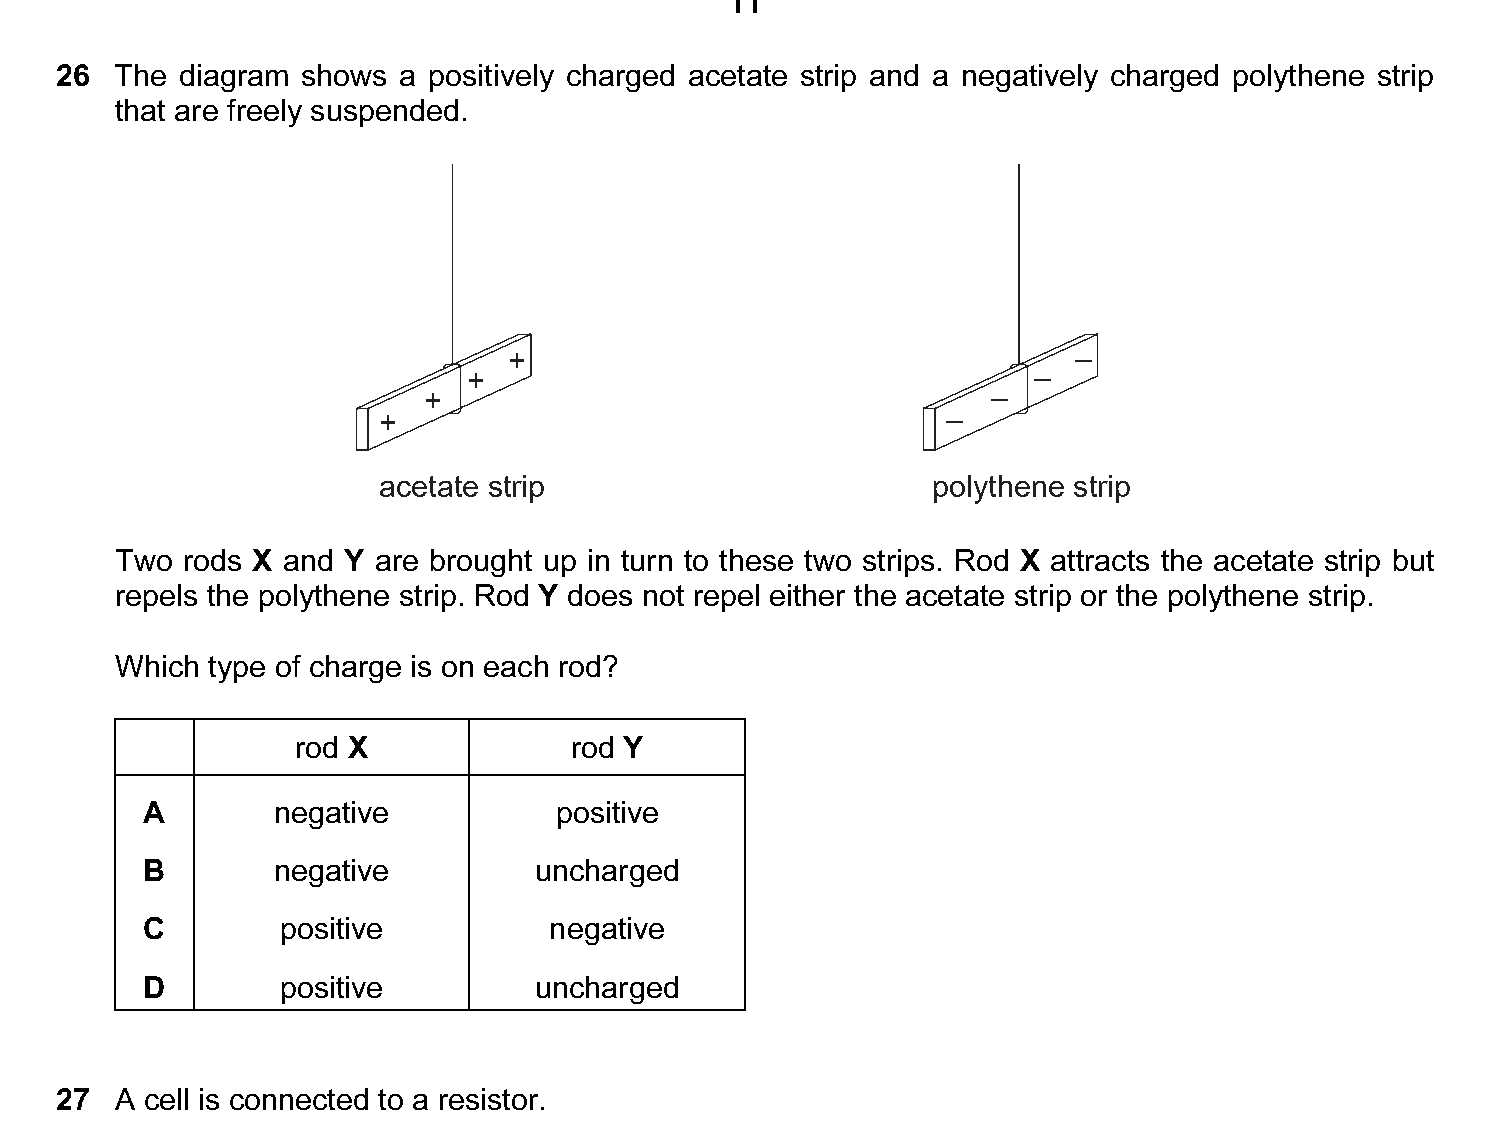 26 The diagram shows a positively charged acetate strip and a negatively charged polythene strip
that are freely suspended.
+ + + +
– – – –
acetate strip polythene strip
Two rods X and Y are brought up in turn to these two strips. Rod X attracts the acetate strip but
repels the polythene strip. Rod Y does not repel either the acetate strip or the polythene strip.
Which type of charge is on each rod?
rod X rod Y
A negative positive
B negative uncharged
C positive negative
D positive uncharged
27 A cell is connected to a resistor.